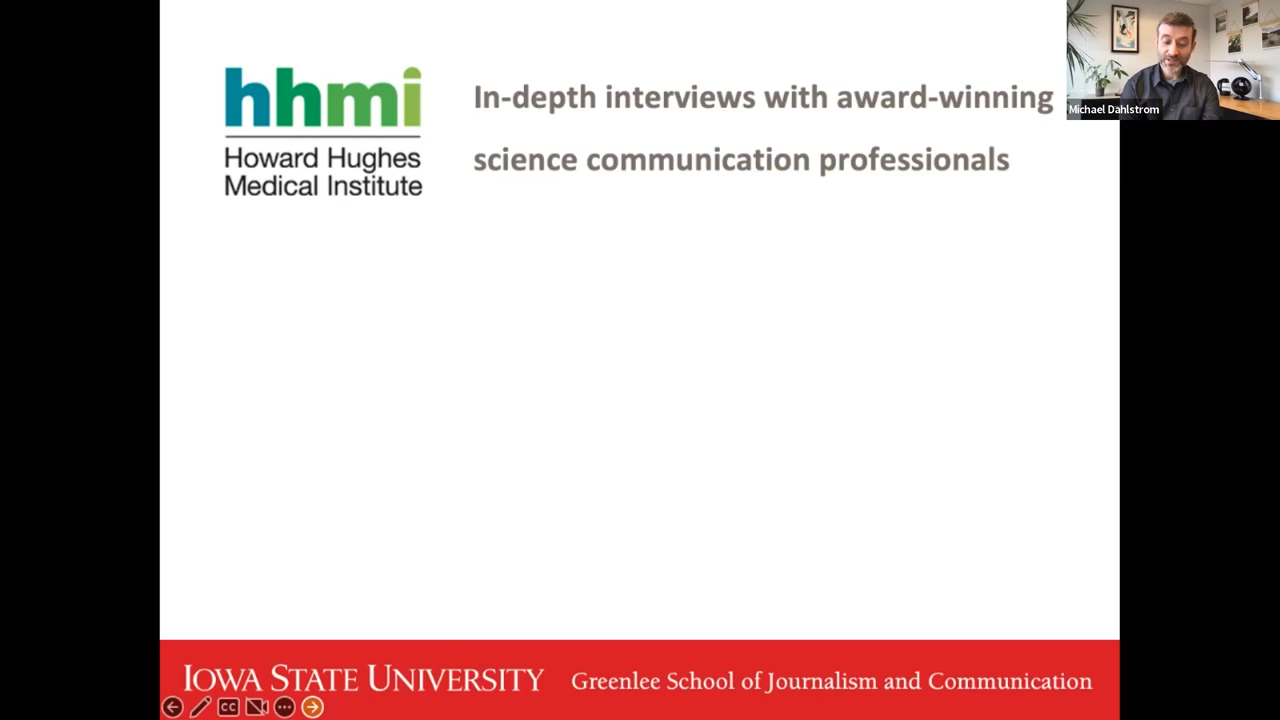 hhmi
Howard Hughes
Medical Institute
In-depth interviews with award-winning
science communication professionals
Michael Dahlstrom
IOWA STATE UNIVERSITY Greenlee School of Journalism and Communication
CC